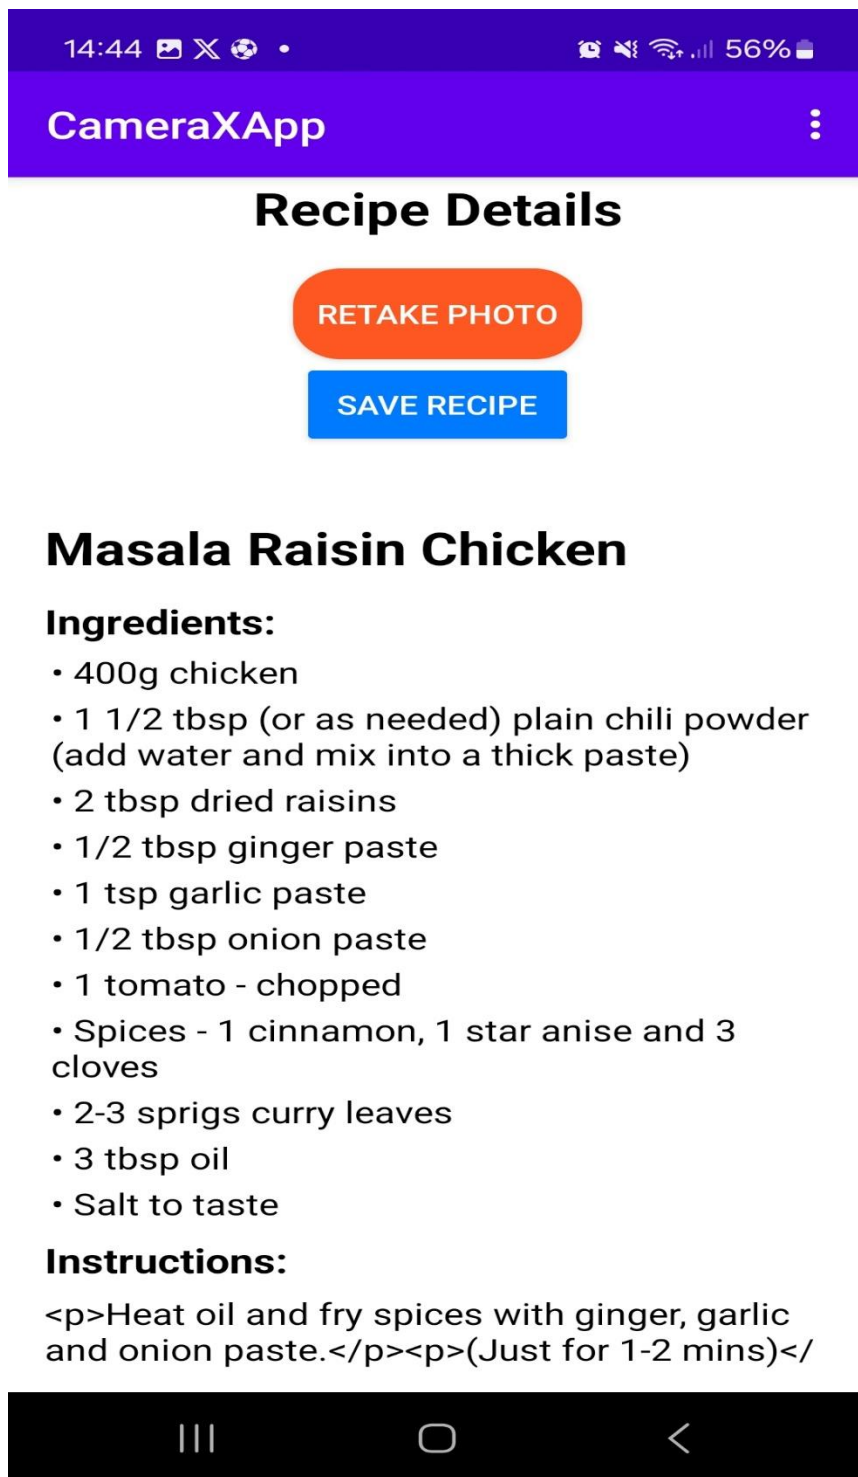 14:44
56%
CameraXApp
Recipe Details
RETAKE PHOTO
SAVE RECIPE
Masala Raisin Chicken
Ingredients:
• 400g chicken
• 1 1/2 tbsp (or as needed) plain chili powder
(add water and mix into a thick paste)
• 2 tbsp dried raisins
• 1/2 tbsp ginger paste
• 1 tsp garlic paste
• 1/2 tbsp onion paste
• 1 tomato - chopped
• Spices - 1 cinnamon, 1 star anise and 3
cloves
• 2-3 sprigs curry leaves
• 3 tbsp oil
• Salt to taste
Instructions:
<p>Heat oil and fry spices with ginger, garlic
and onion paste.</p><p>(Just for 1-2 mins)</